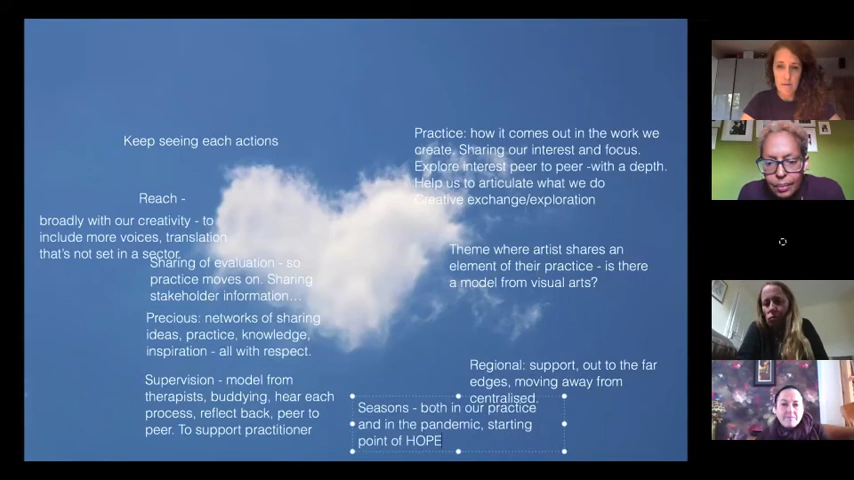 Keep seeing each actions
Reach -
broadly with our creativity - to
include more voices, translation
that's not set in a sector.
Sharing of evaluation - so
practice moves on. Sharing
stakeholder information...
Precious: networks of sharing
ideas, practice, knowledge,
inspiration - all with respect.
Supervision - model from
therapists, buddying, hear each
process, reflect back, peer to
peer. To support practitioner
Practice: how it comes out in the work we
create. Sharing our interest and focus.
Explore interest peer to peer -with a depth.
Help us to articulate what we do
Creative exchange/exploration
Theme where artist shares an
element of their practice - is there
a model from visual arts?
Regional: support, out to the far
edges, moving away from
centralised.
Seasons - both in our practice
and in the pandemic, starting
point of HOPE